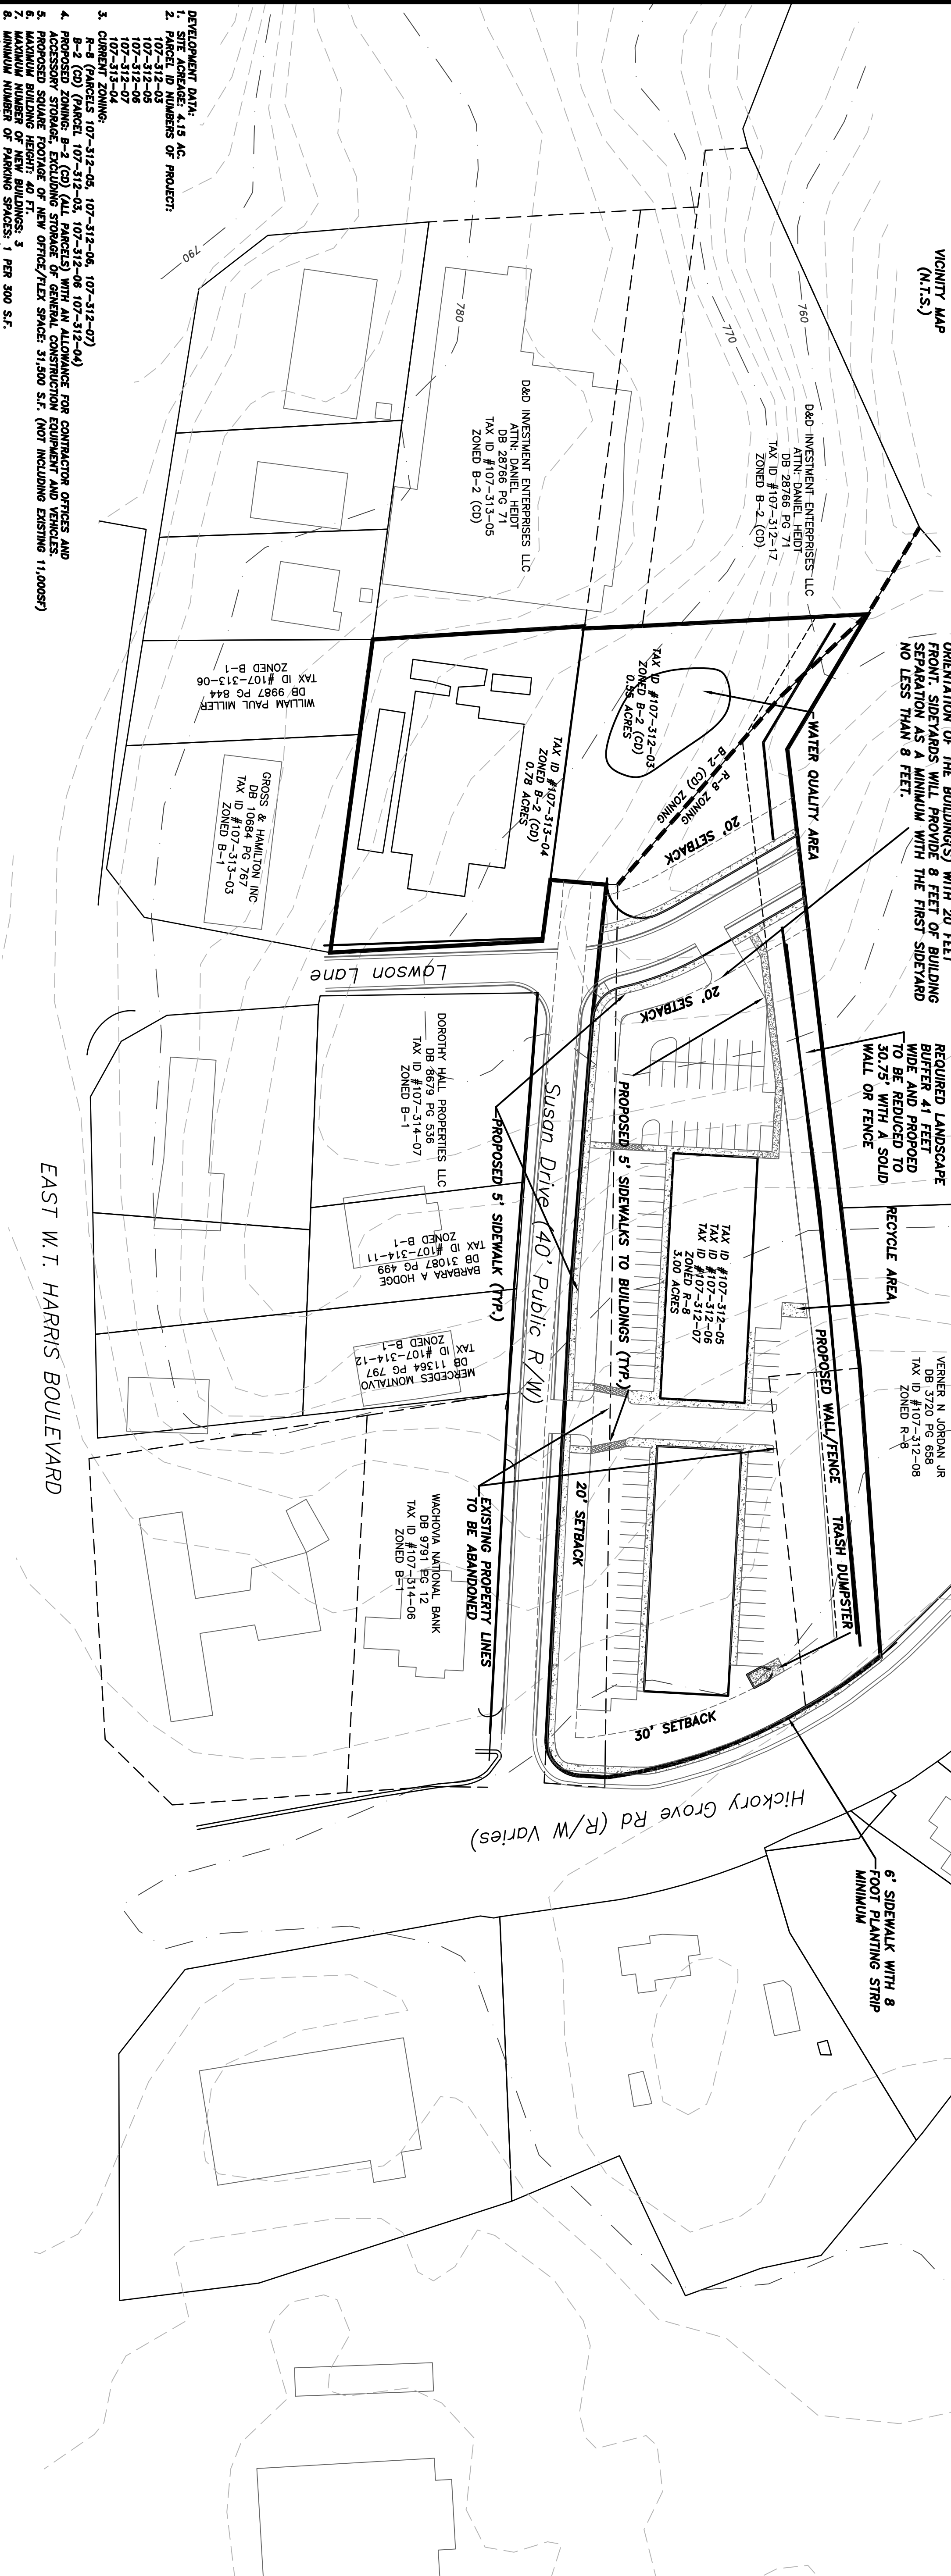 VICINITY MAP
(N.T.S.)
ORIENTATION OF THE BUILDING(S) WITH 20 FEET
FRONT. SIDEYARDS WILL PROVIDE 8 FEET OF BUILDING
SEPARATION AS A MINIMUM WITH THE FIRST SIDEYARD
NO LESS THAN 8 FEET.
REQUIRED LANDSCAPE
BUFFER 41 FEET
WIDE AND PROPOED
TO BE REDUCED TO
30.75' WITH A SOLID
WALL OR FENCE
RECYCLE AREA
VERNER N JORDAN JR
DB 3720 PG 658
TAX ID #107-312-08
ZONED R-8
6' SIDEWALK WITH 8
FOOT PLANTING STRIP
MINIMUM
760
770
780
790
D&D INVESTMENT ENTERPRISES LLC
ATTN: DANIEL HEIDT
DB 28766 PG 71
TAX ID #107-312-17
ZONED B-2 (CD)
WATER QUALITY AREA
PROPOSED WALL/FENCE
TRASH DUMPSTER
D&D INVESTMENT ENTERPRISES LLC
ATTN: DANIEL HEIDT
DB 28766 PG 71
TAX ID #107-313-05
ZONED B-2 (CD)
TAX ID #107-312-03
ZONED B-2 (CD)
0.55 ACRES
B-2 (CD) ZONING
R-8 ZONING
20' SETBACK
20' SETBACK
TAX ID #107-312-05
TAX ID #107-312-06
TAX ID #107-312-07
ZONED R-8
3.00 ACRES
30' SETBACK
Hickory Grove Rd (R/W Varies)
TAX ID #107-313-04
ZONED B-2 (CD)
0.78 ACRES
PROPOSED 5' SIDEWALKS TO BUILDINGS (TYP.)
20' SETBACK
Susan Drive (40' Public R/W)
PROPOSED 5' SIDEWALK (TYP.)
EXISTING PROPERTY LINES
TO BE ABANDONED
Lawson Lane
DOROTHY HALL PROPERTIES LLC
DB 8679 PG 536
TAX ID #107-314-07
ZONED B-1
BARBARA A HODGE
DB 31087 PG 499
TAX ID #107-314-11
ZONED B-1
MERCEDES MONTALVO
DB 11364 PG 797
TAX ID #107-314-12
ZONED B-1
WACHOVIA NATIONAL BANK
DB 9791 PG 12
TAX ID #107-314-06
ZONED B-1
WILLIAM PAUL MILLER
DB 9987 PG 844
TAX ID ID #107-313-06
ZONED B-1
GROSS & HAMILTON INC
DB 10684 PG 767
TAX ID #107-313-03
ZONED B-1
EAST W.T. HARRIS BOULEVARD
DEVELOPMENT DATA:
1. SITE ACREAGE: 4.15 AC.
2. PARCEL ID NUMBERS OF PROJECT:
107-312-03
107-312-05
107-312-06
107-312-07
107-313-04
3. CURRENT ZONING:
R-8 (PARCELS 107-312-05, 107-312-06, 107-312-07)
B-2 (CD) (PARCEL 107-312-03, 107-312-06 107-312-04)
4. PROPOSED ZONING: B-2 (CD) (ALL PARCELS) WITH AN ALLOWANCE FOR CONTRACTOR OFFICES AND
ACCESSORY STORAGE, EXCLUDING STORAGE OF GENERAL CONSTRUCTION EQUIPMENT AND VEHICLES.
5. PROPOSED SQUARE FOOTAGE OF NEW OFFICE/FLEX SPACE: 31,500 S.F. (NOT INCLUDING EXISTING 11,000SF)
6. MAXIMUM BUILDING HEIGHT: 40 FT.
7. MAXIMUM NUMBER OF NEW BUILDINGS: 3
8. MINIMUM NUMBER OF PARKING SPACES: 1 PER 300 S.F.